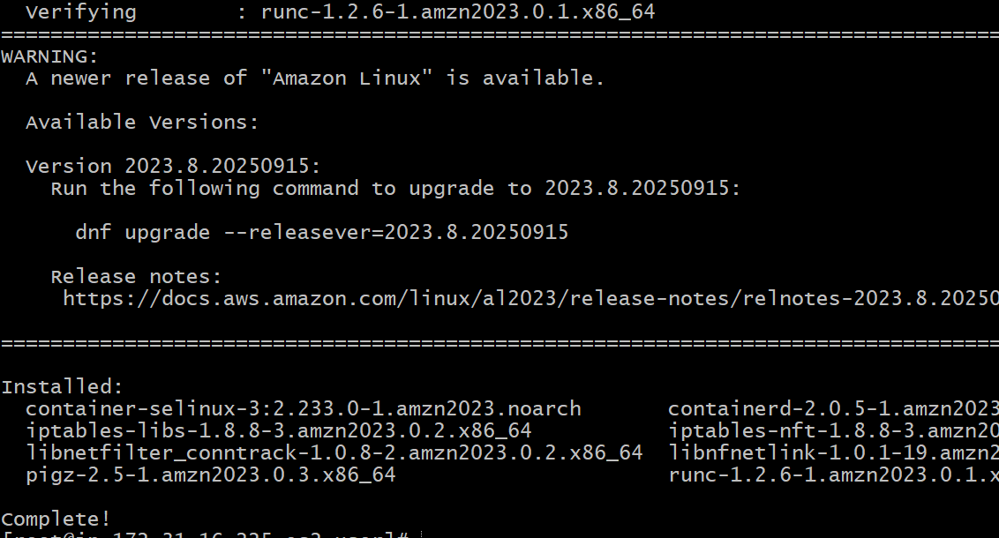 Verifying        : runc-1.2.6-1.amzn2023.0.1.x86_64
================================================================================
WARNING:
  A newer release of "Amazon Linux" is available.

  Available Versions:

  Version 2023.8.20250915:
    Run the following command to upgrade to 2023.8.20250915:

      dnf upgrade --releasever=2023.8.20250915

    Release notes:
     https://docs.aws.amazon.com/linux/al2023/release-notes/relnotes-2023.8.20250

================================================================================

Installed:
  container-selinux-3:2.233.0-1.amzn2023.noarch       containerd-2.0.5-1.amzn2023
  iptables-libs-1.8.8-3.amzn2023.0.2.x86_64           iptables-nft-1.8.8-3.amzn20
  libnetfilter_conntrack-1.0.8-2.amzn2023.0.2.x86_64  libnfnetlink-1.0.1-19.amzn2
  pigz-2.5-1.amzn2023.0.3.x86_64                      runc-1.2.6-1.amzn2023.0.1.x

Complete!
[root@ip-172-31-16-225 ec2-user]#